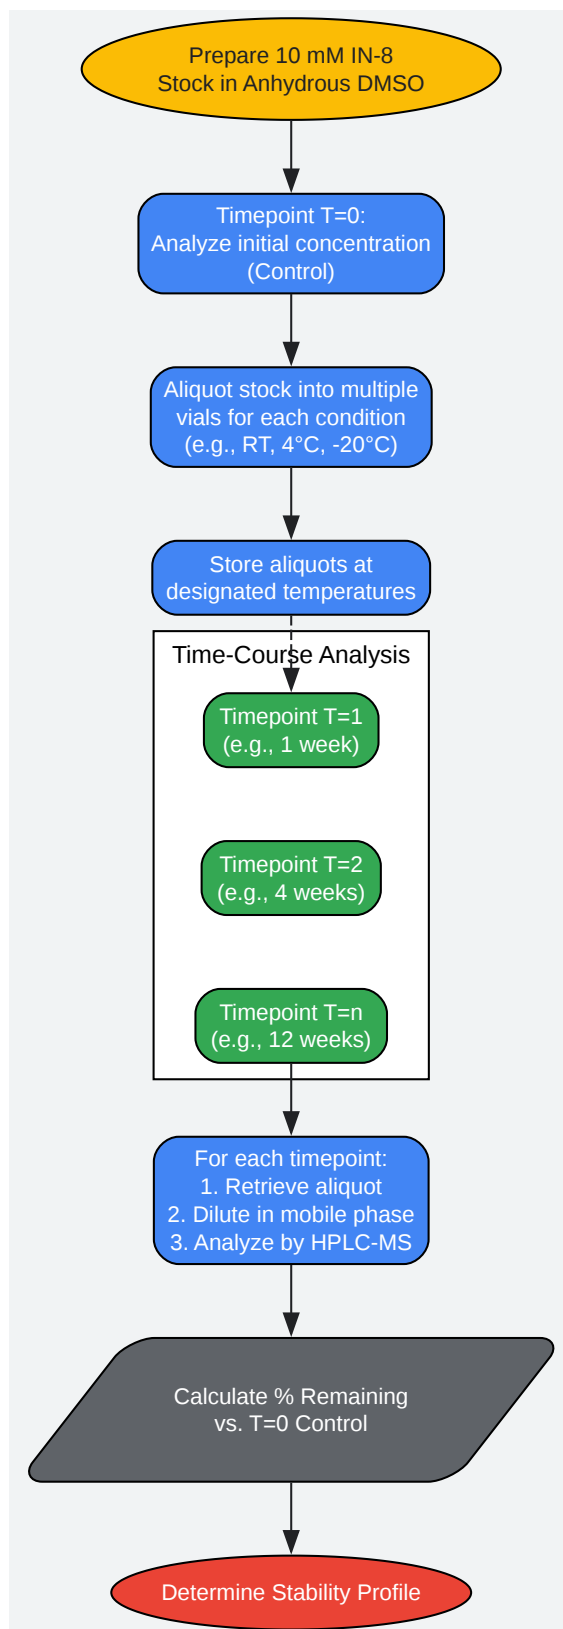 Prepare 10 mM IN-8
Stock in Anhydrous DMSO
Timepoint T=0:
Analyze initial concentration
(Control)
Aliquot stock into multiple
vials for each condition
(e.g., RT, 4°C, -20°C)
Store aliquots at
designated temperatures
Time-Course Analysis
Timepoint T=1
(e.g., 1 week)
Timepoint T=2
(e.g., 4 weeks)
Timepoint T=n
(e.g., 12 weeks)
For each timepoint:
1. Retrieve aliquot
2. Dilute in mobile phase
3. Analyze by HPLC-MS
Calculate % Remaining
vs. T=0 Control
Determine Stability Profile